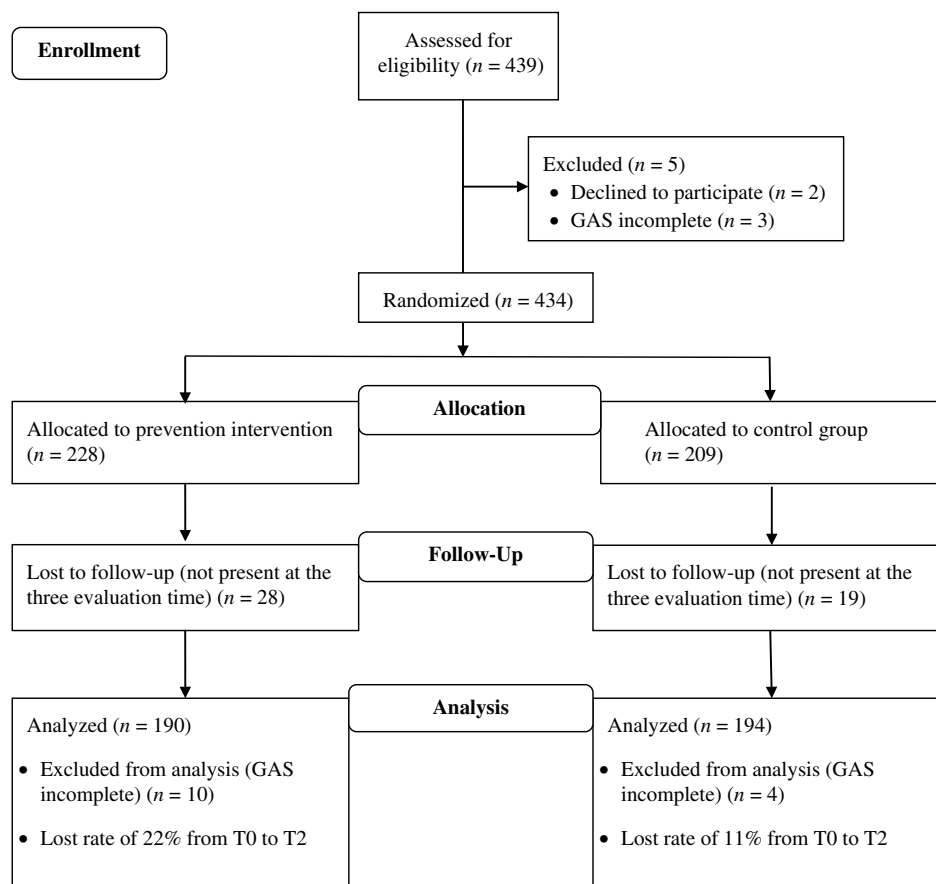 Enrollment
Assessed for
eligibility (n = 439)
Excluded (n = 5)
• Declined to participate (n = 2)
• GAS incomplete (n = 3)
Randomized (n = 434)
Allocation
Allocated to prevention intervention
(n = 228)
Allocated to control group
(n = 209)
Follow-Up
Lost to follow-up (not present at the
three evaluation time) (n = 28)
Lost to follow-up (not present at the
three evaluation time) (n = 19)
Analysis
Analyzed (n = 190)
• Excluded from analysis (GAS
incomplete) (n = 10)
• Lost rate of 22% from T0 to T2
Analyzed (n = 194)
• Excluded from analysis (GAS
incomplete) (n = 4)
• Lost rate of 11% from T0 to T2